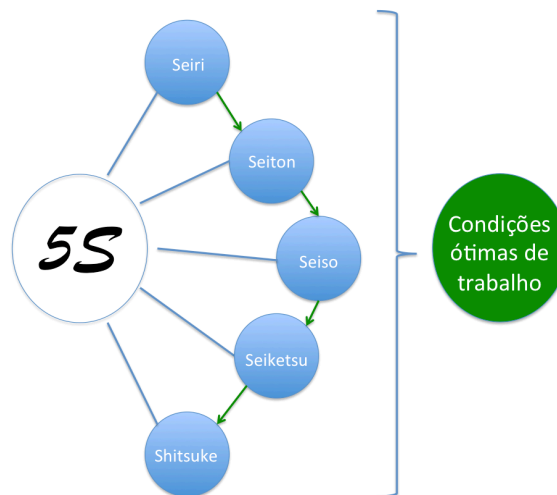 Seiri
Seiton
5S
Seiso
Seiketsu
Shitsuke
Condições
ótimas de
trabalho